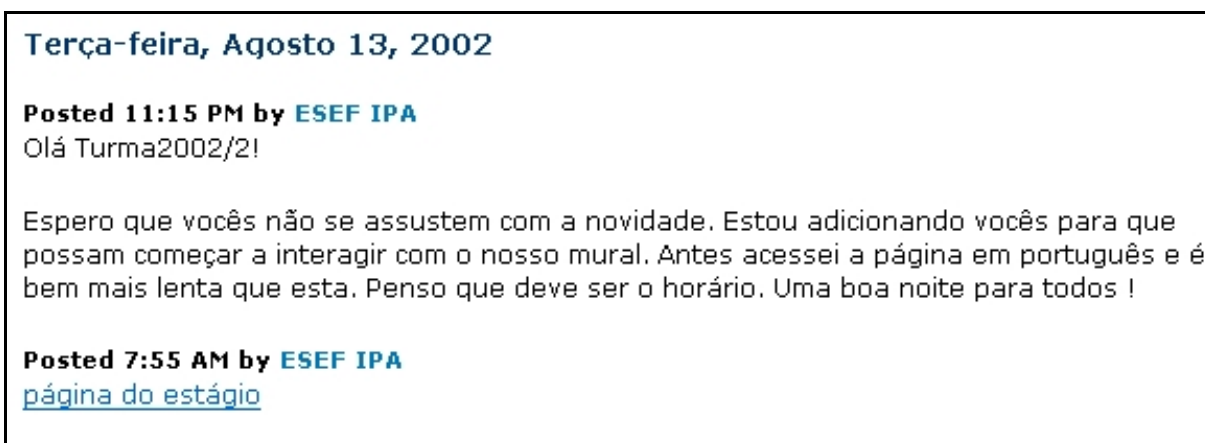 Terça-feira, Agosto 13, 2002
Posted 11:15 PM by ESEF IPA
Olá Turma2002/2!
Espero que vocês não se assustem com a novidade. Estou adicionando vocês para que
possam começar a interagir com o nosso mural. Antes acessei a página em português e é
bem mais lenta que esta. Penso que deve ser o horário. Uma boa noite para todos !
Posted 7:55 AM by ESEF IPA
página do estágio